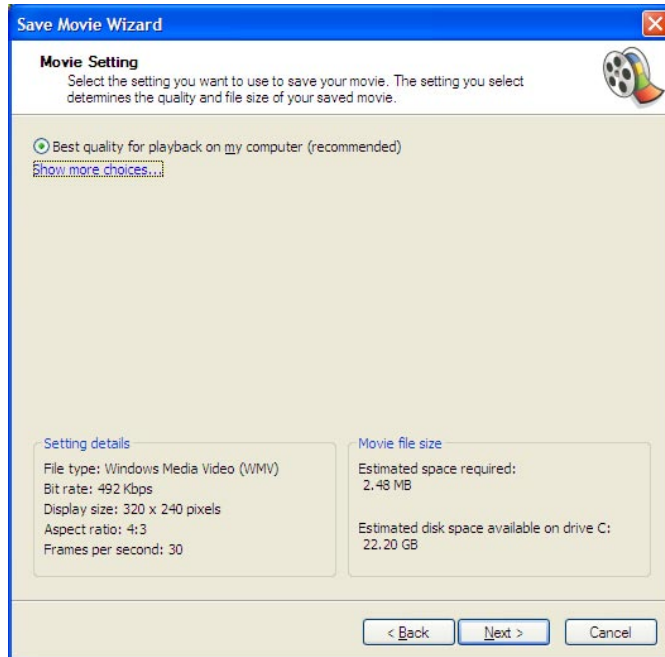 Save Movie Wizard
Movie Setting
Select the setting you want to use to save your movie. The setting you select
determines the quality and file size of your saved movie.
Best quality for playback on my computer (recommended)
Show more choices...
Setting details
File type: Windows Media Video (WMV)
Bit rate: 492 Kbps
Display size: 320 x 240 pixels
Aspect ratio: 4:3
Frames per second: 30
Movie file size
Estimated space required:
2.48 MB
Estimated disk space available on drive C:
22.20 GB
< Back
Next >
Cancel